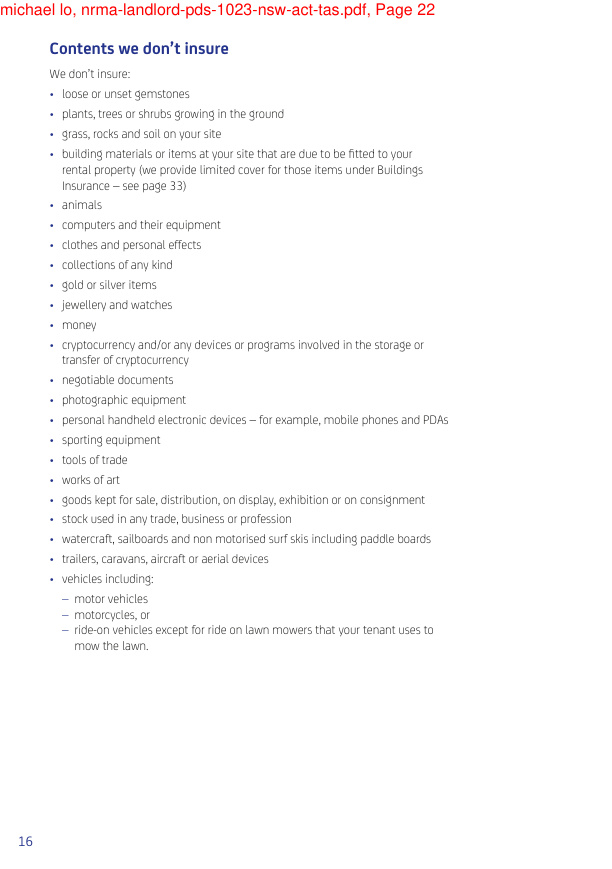 michael lo, nrma-landlord-pds-1023-nsw-act-tas.pdf, Page 22
Contents we don’t insure
We don’t insure:
• loose or unset gemstones
• plants, trees or shrubs growing in the ground
• grass, rocks and soil on your site
• building materials or items at your site that are due to be fitted to your
rental property (we provide limited cover for those items under Buildings
Insurance – see page 33)
• animals
• computers and their equipment
• clothes and personal effects
• collections of any kind
• gold or silver items
• jewellery and watches
• money
• cryptocurrency and/or any devices or programs involved in the storage or
transfer of cryptocurrency
• negotiable documents
• photographic equipment
• personal handheld electronic devices – for example, mobile phones and PDAs
• sporting equipment
• tools of trade
• works of art
• goods kept for sale, distribution, on display, exhibition or on consignment
• stock used in any trade, business or profession
• watercraft, sailboards and non motorised surf skis including paddle boards
• trailers, caravans, aircraft or aerial devices
• vehicles including:
– motor vehicles
– motorcycles, or
– ride-on vehicles except for ride on lawn mowers that your tenant uses to
mow the lawn.
16